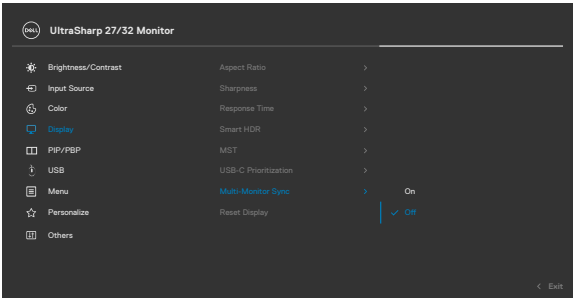 DELL UltraSharp 27/32 Monitor
Brightness/Contrast Aspect Ratio >
Input Source Sharpness >
Color Response Time >
Display Smart HDR >
PIP/PBP MST >
USB USB-C Prioritization >
Menu Multi-Monitor Sync > On
Personalize Reset Display ✓ Off
Others
< Exit